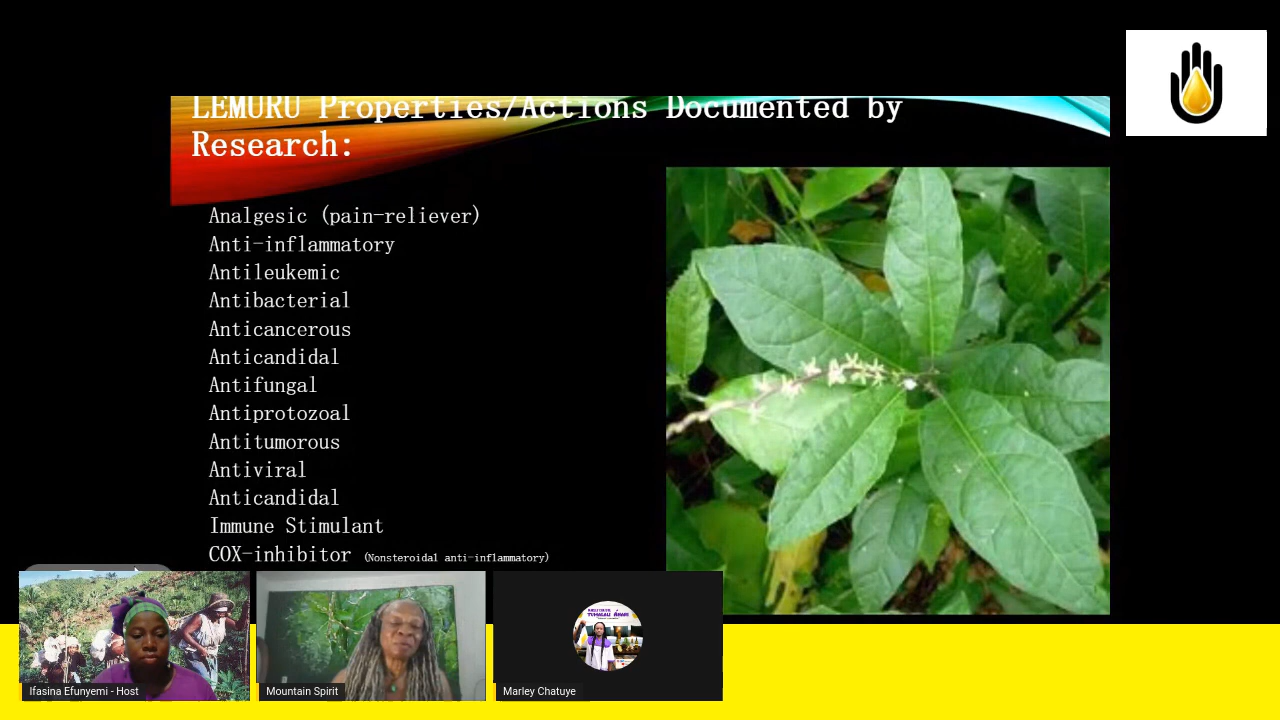 LEMURU Properties/Actions Documented by
Research:
Analgesic (pain-reliever)
Anti-inflammatory
Antileukemic
Antibacterial
Anticancerous
Anticandidal
Antifungal
Antiprotozoal
Antitumorous
Antiviral
Anticandidal
Immune Stimulant
COX-inhibitor (Nonsteroidal anti-inflammatory)
Ifasina Efunyemi - Host
Mountain Spirit
Marley Chatuye